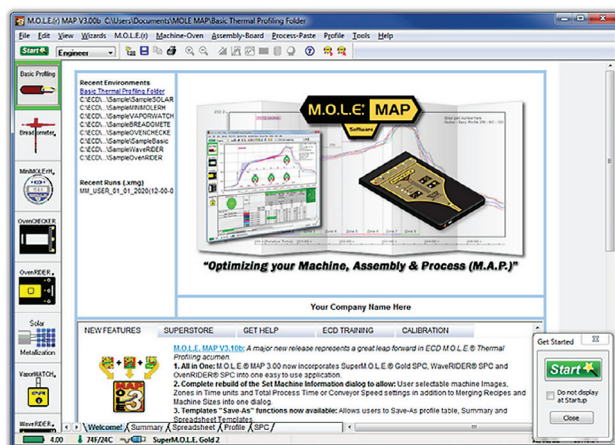 M.O.L.E.(r) MAP V3.00b C:\Users\Documents\MOLE MAP\Basic Thermal Profiling Folder
File Edit View Wizards M.O.L.E.(r) Machine-Oven Assembly-Board Process-Paste Profile Tools Help
Start
Engineer
Basic Profiling
MiniMOLErH
OvenCHECKER
OvenRIDER
Solar
Metallization
VaporWATCH
WaveRIDER
Recent Environments
Basic Thermal Profiling Folder
C:\ECD\...\Sample\SampleSOLAR
C:\ECD\...\Sample\MINIMOLERH
C:\ECD\...\Sample\VAPORWATCH
C:\ECD\...\Sample\BREADOMETE
C:\ECD\...\Sample\OVENCHECKE
C:\ECD\...\Sample\SampleBasic
C:\ECD\...\Sample\WaveRIDER
C:\ECD\...\Sample\OvenRIDER
Recent Runs (.xmg)
MM_USER_01_01_2020(12-00-0
M.O.L.E.® MAP
Software
"Optimizing your Machine, Assembly & Process (M.A.P.)"
Your Company Name Here
NEW FEATURES SUPERSTORE GET HELP ECD TRAINING CALIBRATION
M.O.L.E. MAP V3.10b: A major new release represents a great leap forward in ECD M.O.L.E.® Thermal
Profiling acumen.
1. All in One: M.O.L.E.® MAP 3.00 now incorporates SuperM.O.L.E.® Gold SPC, WaveRIDER® SPC and
OvenRIDER® SPC into one easy to use application.
2. Complete rebuild of the Set Machine Information dialog to allow: User selectable machine Images,
Zones in Time units and Total Process Time or Conveyor Speed settings in addition to Merging Recipes and
Machine Sizes into one dialog.
3. Templates "Save-As" functions now available: Allows users to Save-As profile table, Summary and
Spreadsheet Templates
MAP
3
Get Started
Start
Do not display
at Startup
Close
Welcome! Summary Spreadsheet Profile SPC
4.00 74F/24C SuperM.O.L.E. Gold 2